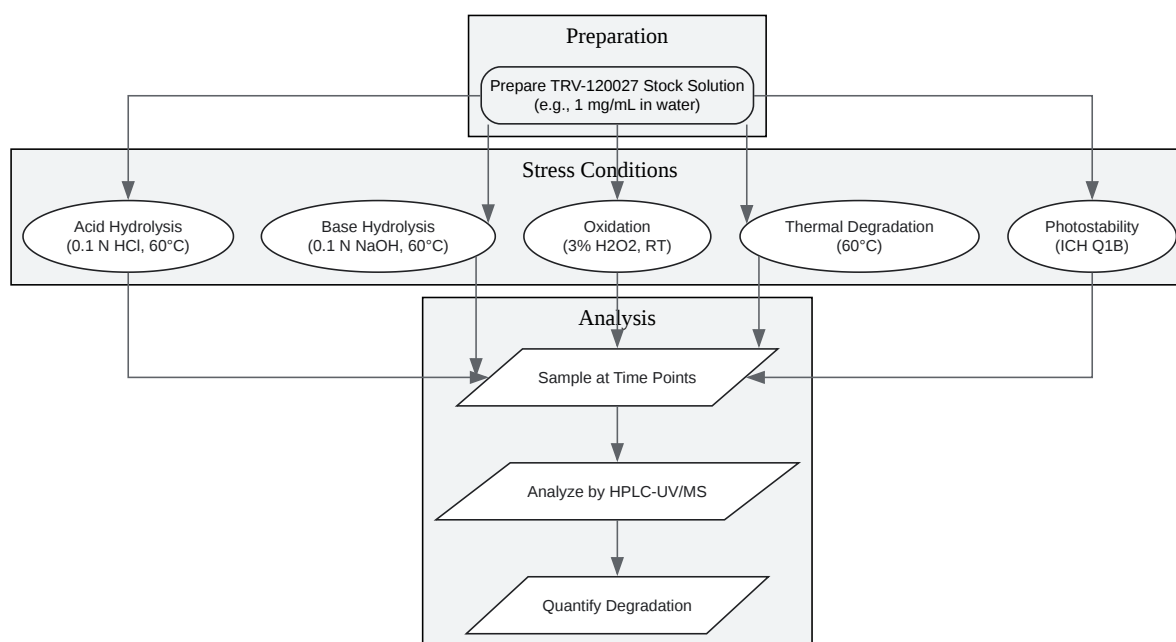 Preparation
Prepare TRV-120027 Stock Solution
(e.g., 1 mg/mL in water)
Stress Conditions
Acid Hydrolysis
(0.1 N HCl, 60°C)
Base Hydrolysis
(0.1 N NaOH, 60°C)
Oxidation
(3% H2O2, RT)
Thermal Degradation
(60°C)
Photostability
(ICH Q1B)
Analysis
Sample at Time Points
Analyze by HPLC-UV/MS
Quantify Degradation